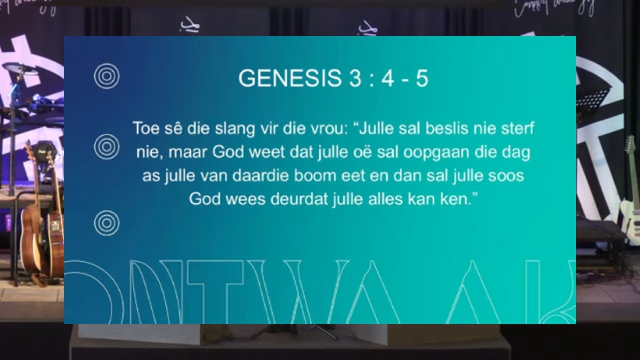 GENESIS 3 : 4 - 5
Toe sê die slang vir die vrou: “Julle sal beslis nie sterf
nie, maar God weet dat julle oë sal oopgaan die dag
as julle van daardie boom eet en dan sal julle soos
God wees deurdat julle alles kan ken.”
ONTWAAK